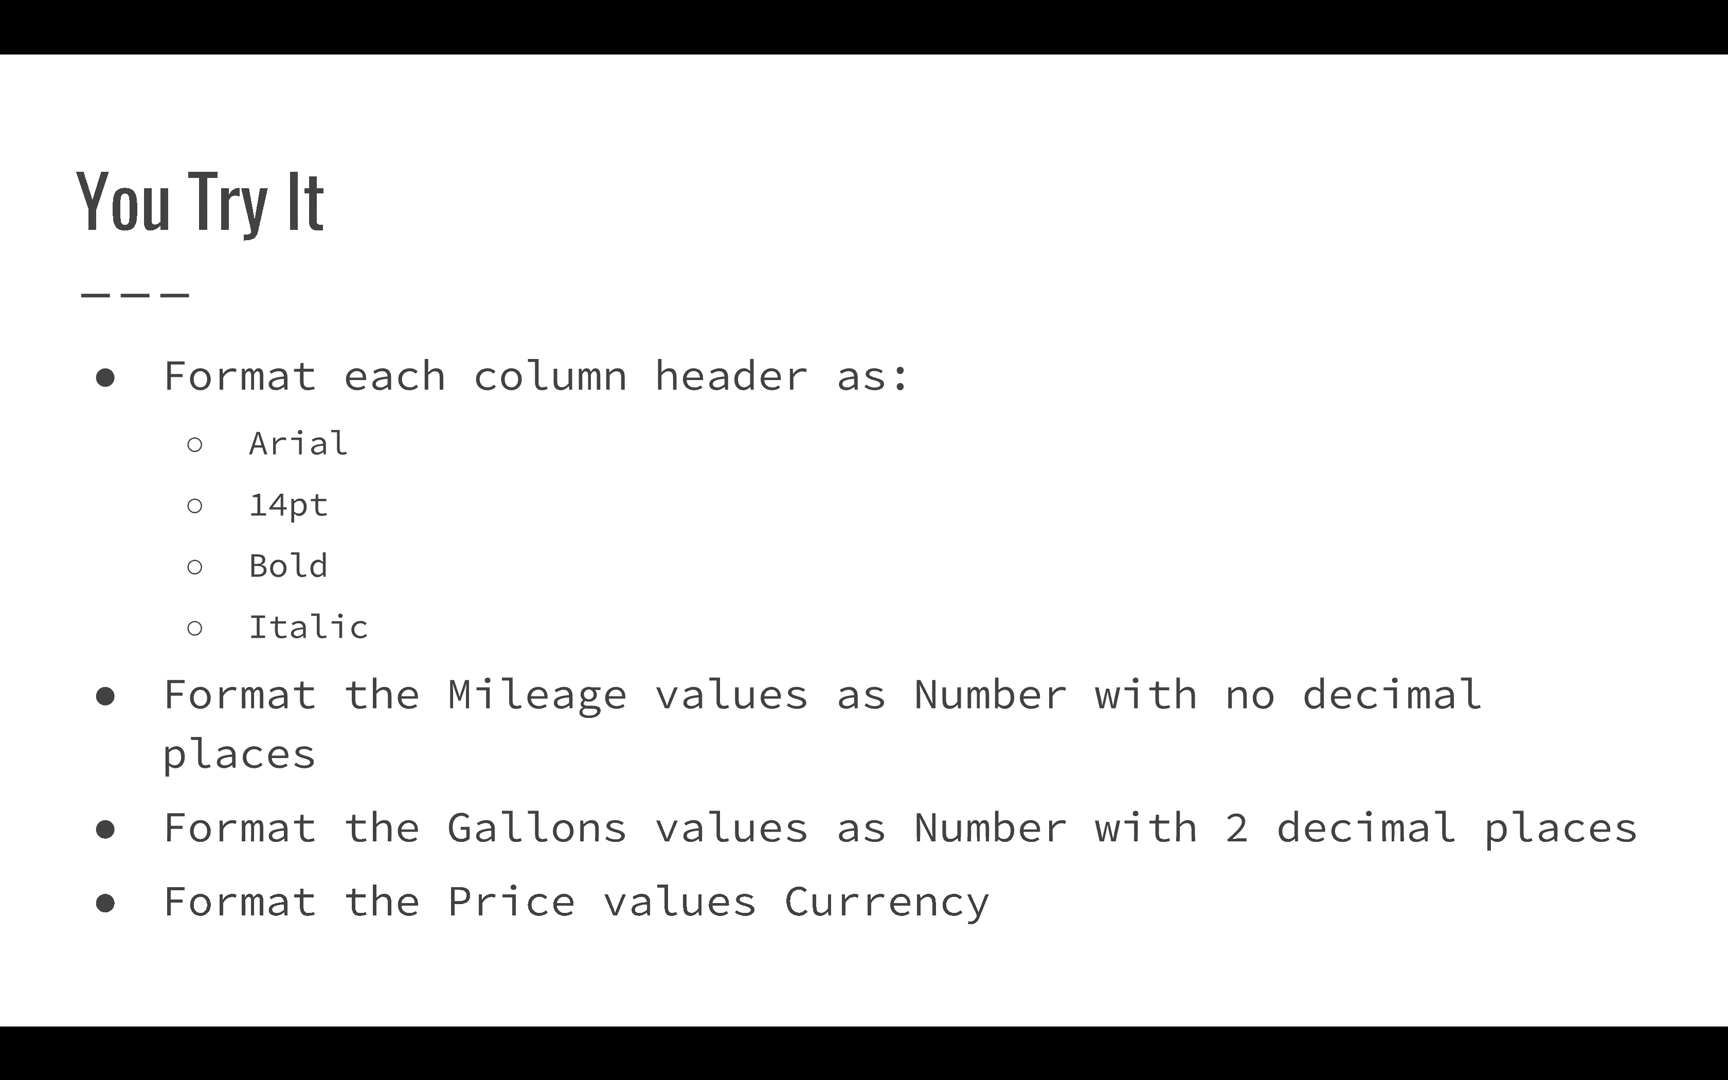 You Try It
———
● Format each column header as:
○ Arial
○ 14pt
○ Bold
○ Italic
● Format the Mileage values as Number with no decimal
places
● Format the Gallons values as Number with 2 decimal places
● Format the Price values Currency